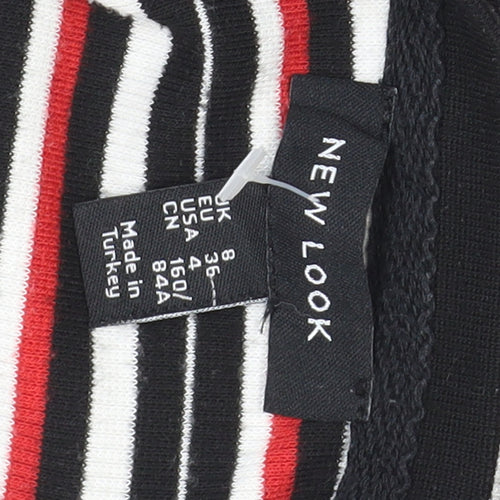 NEW LOOK
UK 8
EU 36
USA 4
CN 160/
84A
Made in
Turkey